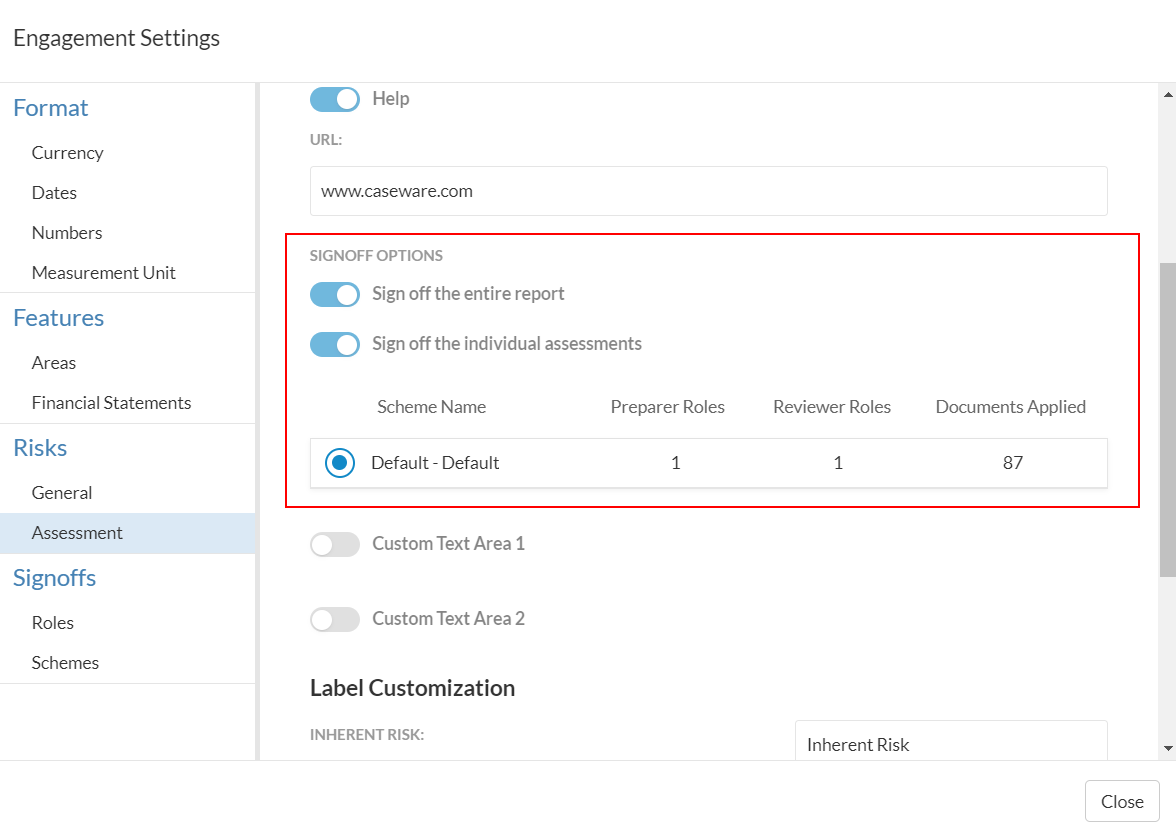 Engagement Settings
Format
Currency
Dates
Numbers
Measurement Unit
Features
Areas
Financial Statements
Risks
General
Assessment
Signoffs
Roles
Schemes
Help
URL:
www.caseware.com
SIGNOFF OPTIONS
Sign off the entire report
Sign off the individual assessments
Scheme Name Preparer Roles Reviewer Roles Documents Applied
Default - Default 1 1 87
Custom Text Area 1
Custom Text Area 2
Label Customization
INHERENT RISK: Inherent Risk
Close